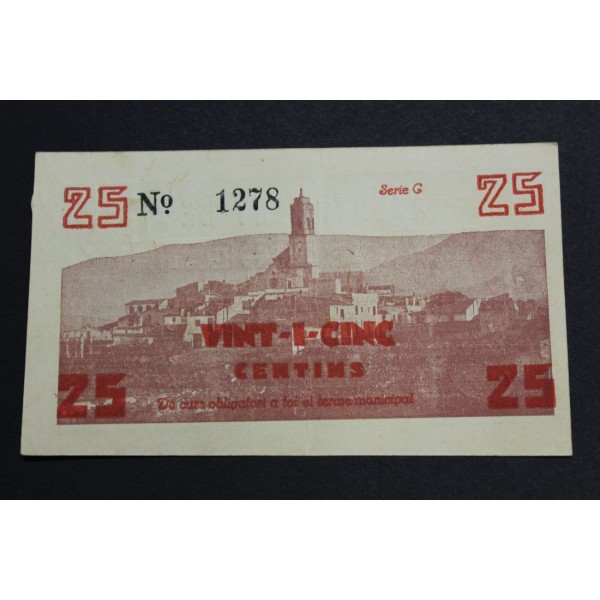 25 Nº 1278 Serie C 25
VINT-I-CINC
25 CENTIMS 25
De curs obligatori a tot el terme municipal